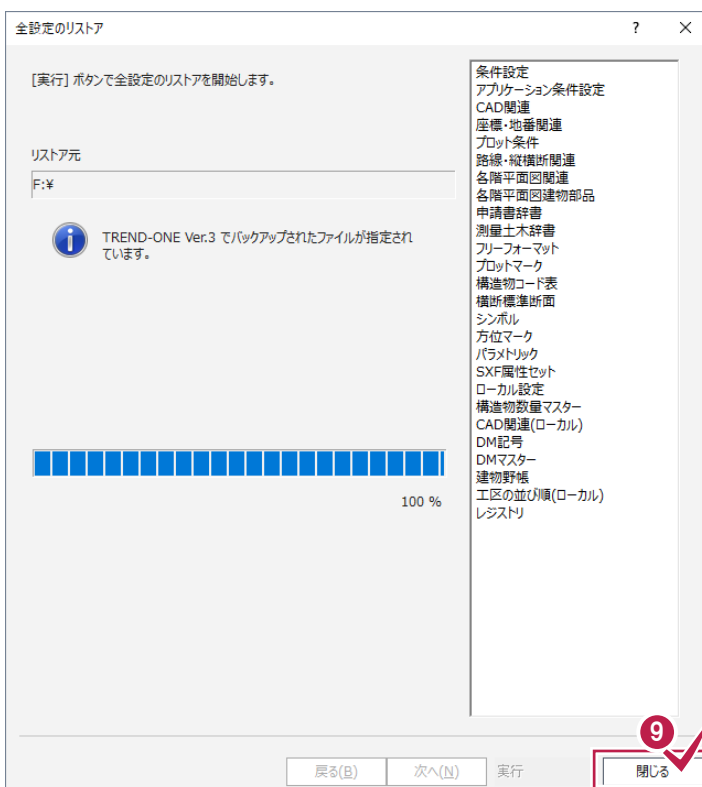 全設定のリストア
?
×
[実行] ボタンで全設定のリストアを開始します。
リストア元
F:¥
TREND-ONE Ver.3 でバックアップされたファイルが指定され
ています。
100 %
条件設定
アプリケーション条件設定
CAD関連
座標・地番関連
プロット条件
路線・縦横断関連
各階平面図関連
各階平面図建物部品
申請書辞書
測量土木辞書
フリーフォーマット
プロットマーク
構造物コード表
横断標準断面
シンボル
方位マーク
パラメトリック
SXF属性セット
ローカル設定
構造物数量マスター
CAD関連(ローカル)
DM記号
DMマスター
建物野帳
工区の並び順(ローカル)
レジストリ
9
戻る(B)
次へ(N)
実行
閉じる